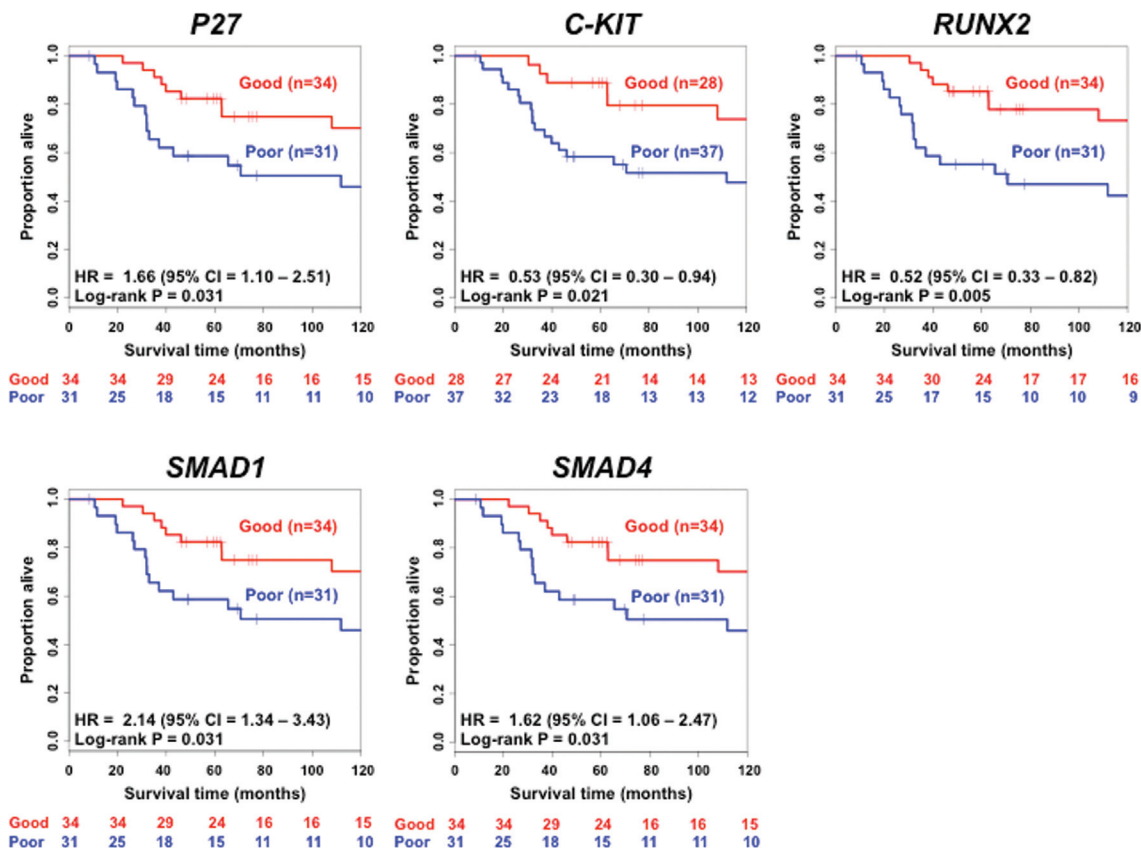 P27
Proportion alive
1.0
0.8
0.6
0.4
0.2
0.0
Good (n=34)
Poor (n=31)
HR = 1.66 (95% CI = 1.10 – 2.51)
Log-rank P = 0.031
0 20 40 60 80 100 120
Survival time (months)
Good 34 34 29 24 16 16 15
Poor 31 25 18 15 11 11 10
C-KIT
Proportion alive
1.0
0.8
0.6
0.4
0.2
0.0
Good (n=28)
Poor (n=37)
HR = 0.53 (95% CI = 0.30 – 0.94)
Log-rank P = 0.021
0 20 40 60 80 100 120
Survival time (months)
Good 28 27 24 21 14 14 13
Poor 37 32 23 18 13 13 12
RUNX2
Proportion alive
1.0
0.8
0.6
0.4
0.2
0.0
Good (n=34)
Poor (n=31)
HR = 0.52 (95% CI = 0.33 – 0.82)
Log-rank P = 0.005
0 20 40 60 80 100 120
Survival time (months)
Good 34 34 30 24 17 17 16
Poor 31 25 17 15 10 10 9
SMAD1
Proportion alive
1.0
0.8
0.6
0.4
0.2
0.0
Good (n=34)
Poor (n=31)
HR = 2.14 (95% CI = 1.34 – 3.43)
Log-rank P = 0.031
0 20 40 60 80 100 120
Survival time (months)
Good 34 34 29 24 16 16 15
Poor 31 25 18 15 11 11 10
SMAD4
Proportion alive
1.0
0.8
0.6
0.4
0.2
0.0
Good (n=34)
Poor (n=31)
HR = 1.62 (95% CI = 1.06 – 2.47)
Log-rank P = 0.031
0 20 40 60 80 100 120
Survival time (months)
Good 34 34 29 24 16 16 15
Poor 31 25 18 15 11 11 10